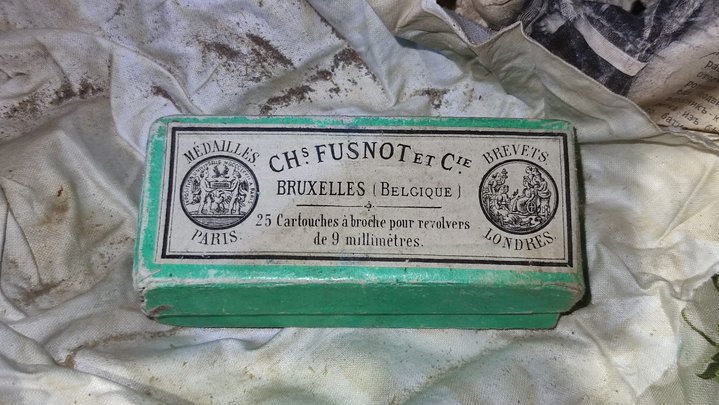 MÉDAILLES
PARIS.
CHS FUSNOT ET CIE.
BRUXELLES (BELGIQUE)
25 Cartouches à broche pour revolvers
de 9 millimètres.
BREVETS
LONDRES.